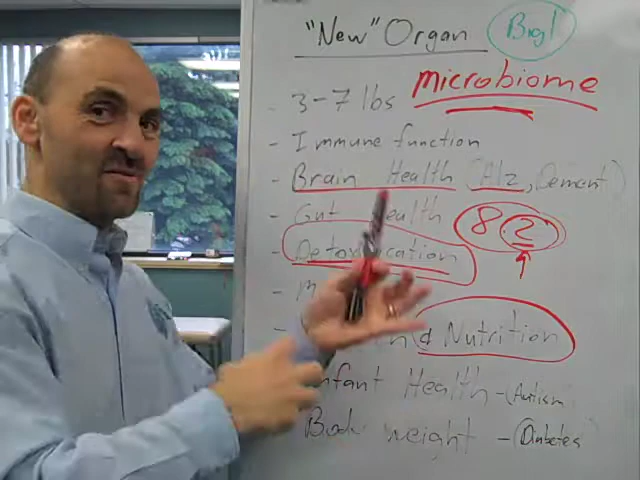 "New" Organ Big!
microbiome
- 3-7 lbs
- Immune function
- Brain Health (Alz, Dement)
- Gut Health 8 2
- Detoxification
- M
- n d Nutrition
Infant Health - (Autism
Body weight - (Diabetes)